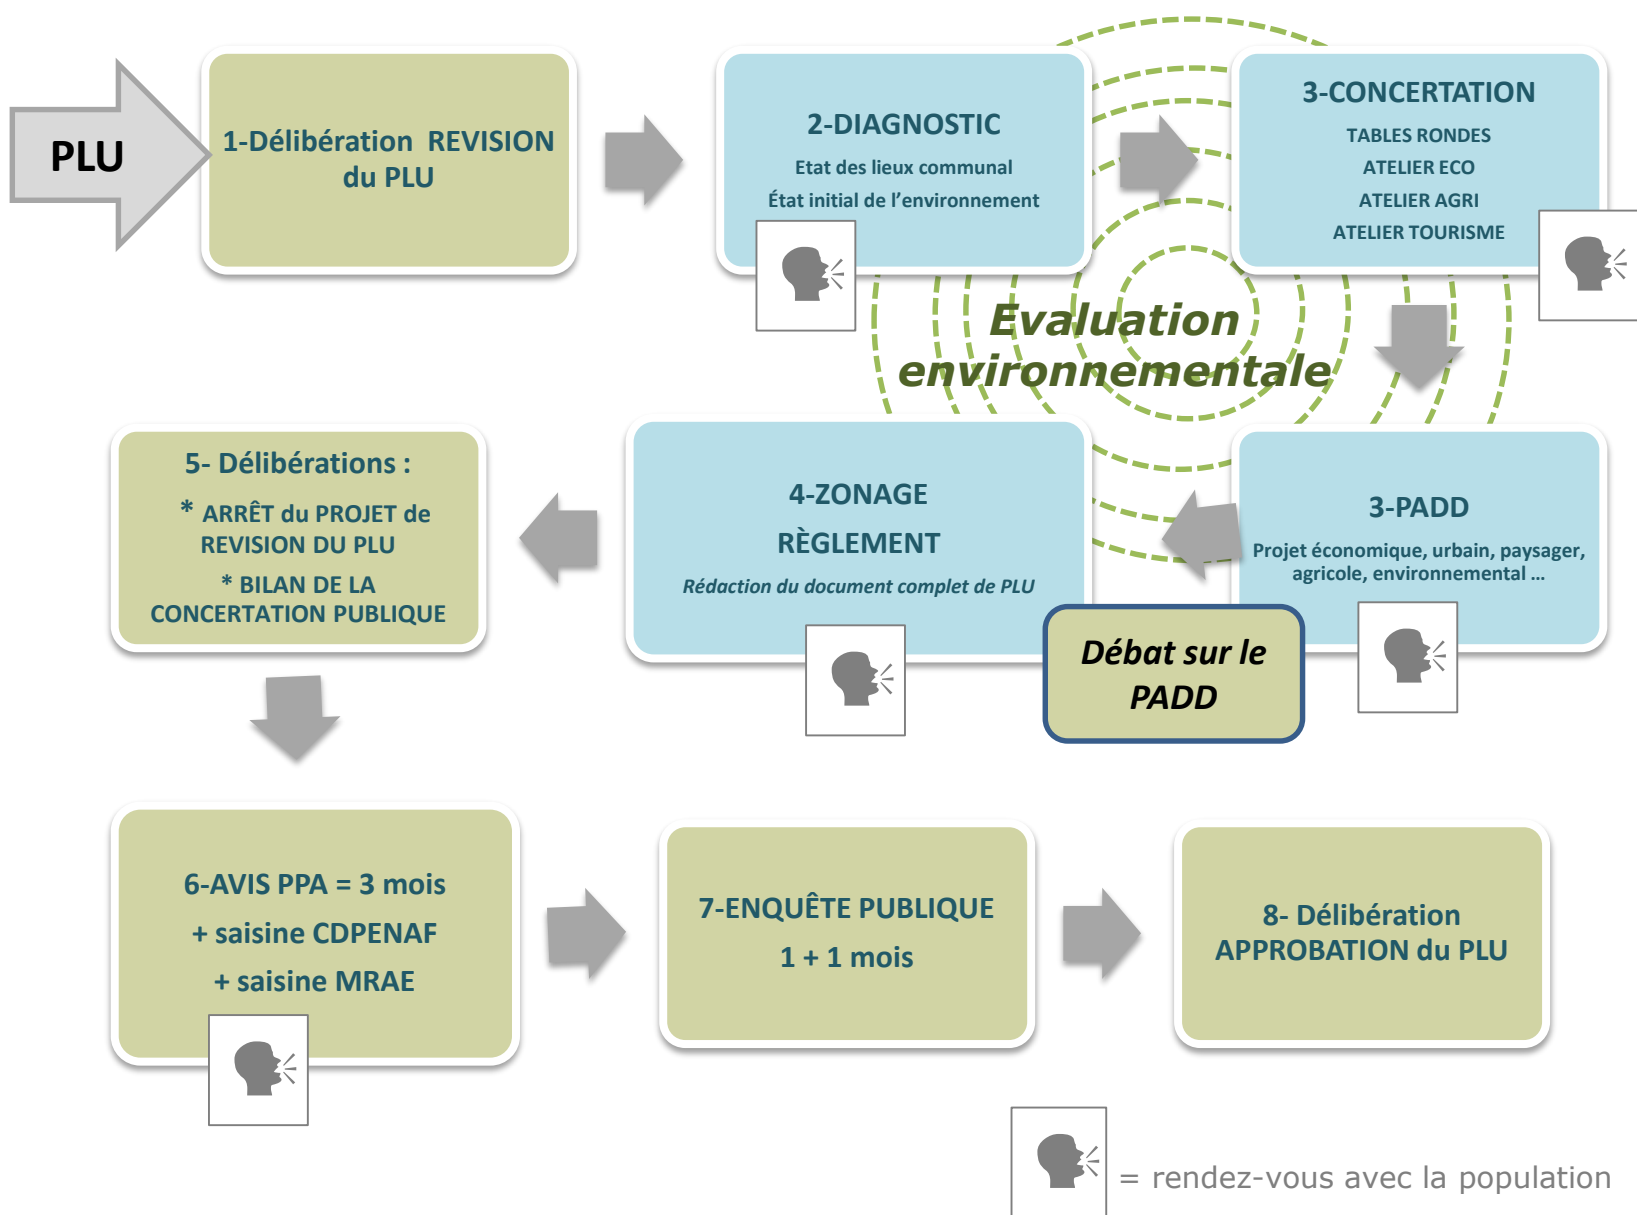 PLU
1-Délibération REVISION
du PLU
2-DIAGNOSTIC
Etat des lieux communal
État initial de l'environnement
3-CONCERTATION
TABLES RONDES
ATELIER ECO
ATELIER AGRI
ATELIER TOURISME
Evaluation
environnementale
3-PADD
Projet économique, urbain, paysager,
agricole, environnemental ...
Débat sur le
PADD
4-ZONAGE
RÈGLEMENT
Rédaction du document complet de PLU
5- Délibérations :
* ARRÊT du PROJET de
REVISION DU PLU
* BILAN DE LA
CONCERTATION PUBLIQUE
6-AVIS PPA = 3 mois
+ saisine CDPENAF
+ saisine MRAE
7-ENQUÊTE PUBLIQUE
1 + 1 mois
8- Délibération
APPROBATION du PLU
= rendez-vous avec la population